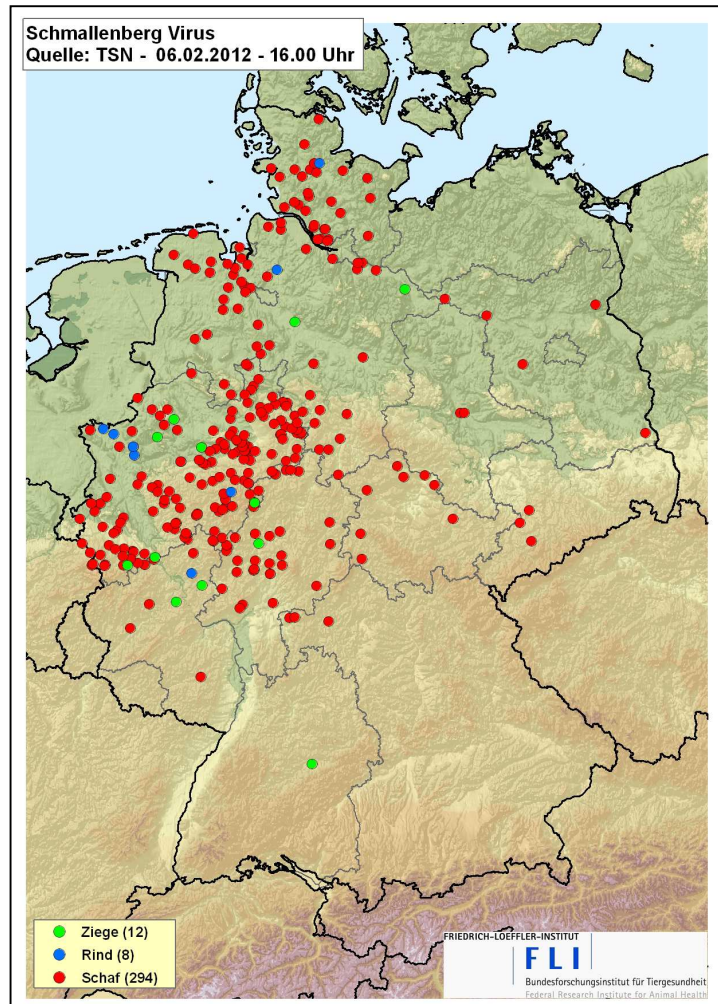 Schmallenberg Virus
Quelle: TSN - 06.02.2012 - 16.00 Uhr
Ziege (12)
Rind (8)
Schaf (294)
FRIEDRICH-LOEFFLER-INSTITUT
FLI
Bundesforschungsinstitut für Tiergesundheit
Federal Research Institute for Animal Health